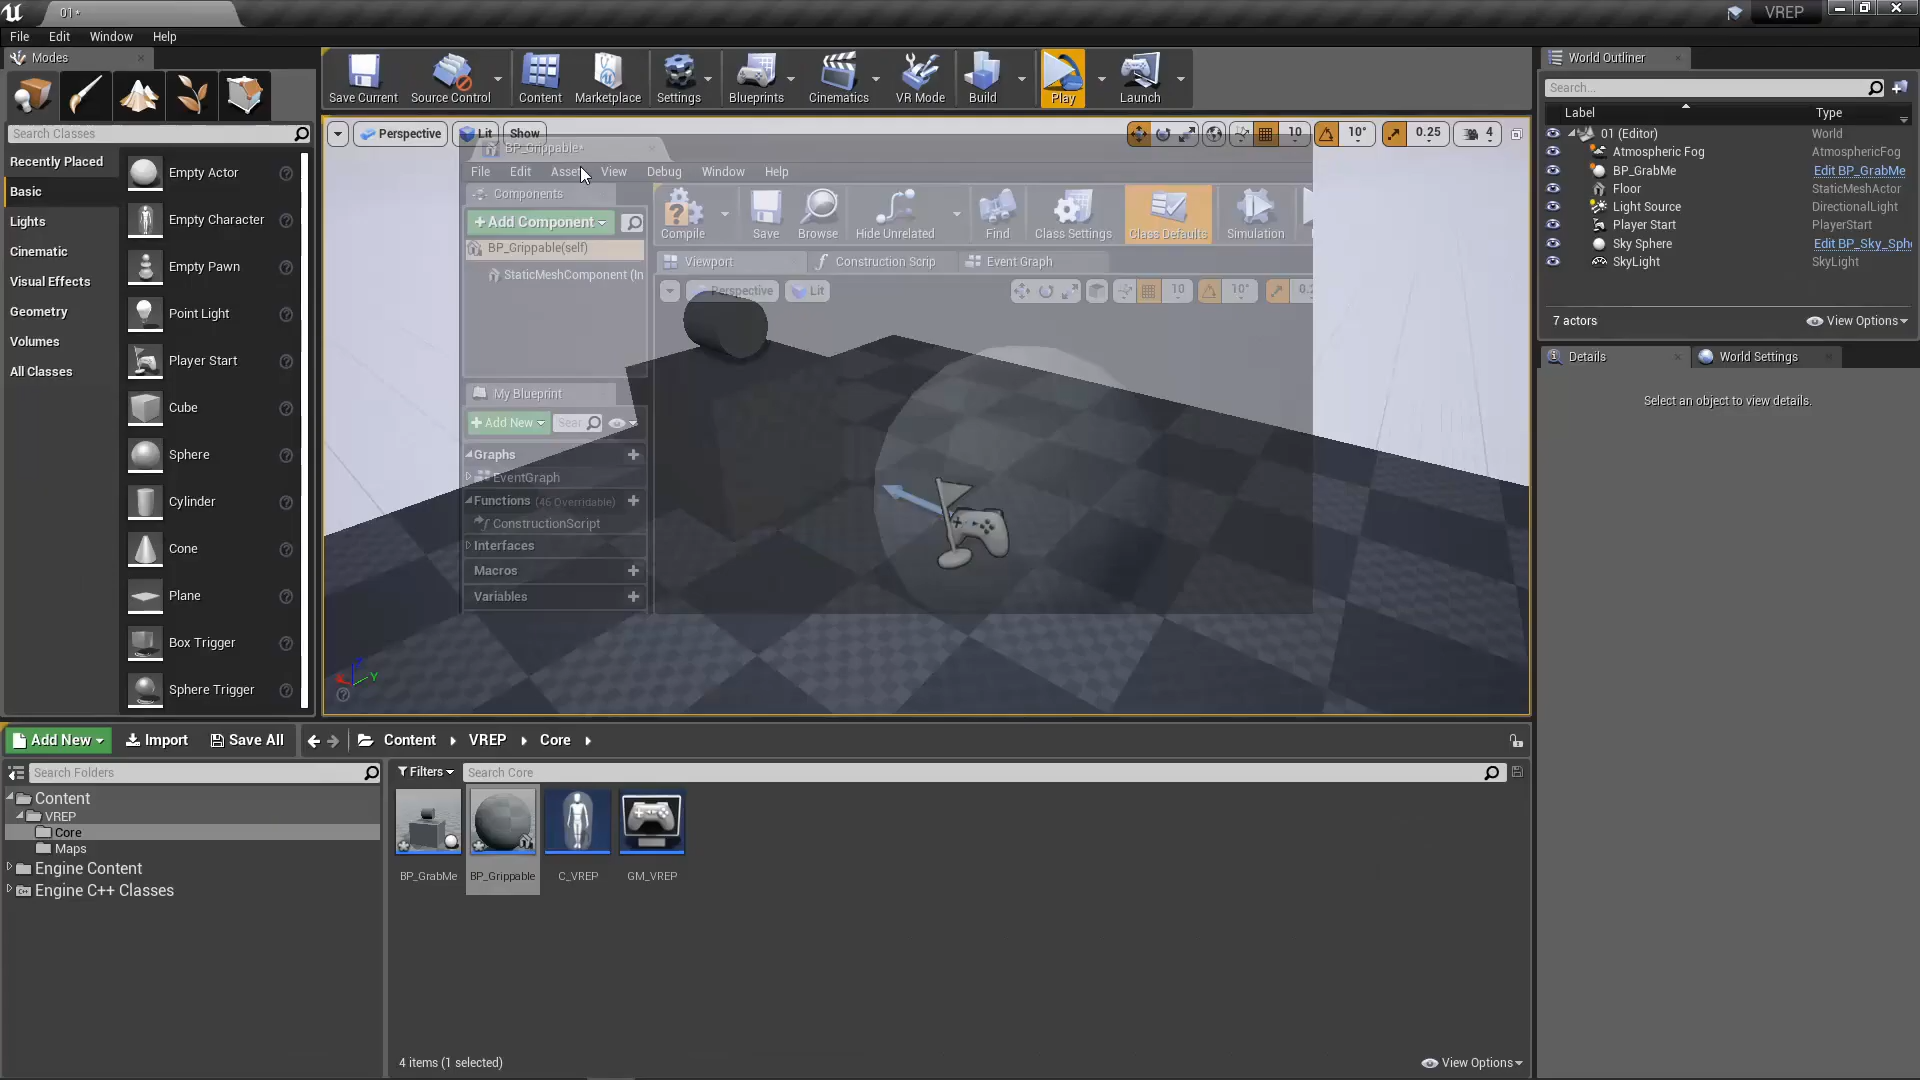 01*
VREP
File Edit Window Help
Modes
Search Classes
Recently Placed
Basic
Lights
Cinematic
Visual Effects
Geometry
Volumes
All Classes
Empty Actor
Empty Character
Empty Pawn
Point Light
Player Start
Cube
Sphere
Cylinder
Cone
Plane
Box Trigger
Sphere Trigger
Save Current
Source Control
Content
Marketplace
Settings
Blueprints
Cinematics
VR Mode
Build
Play
Launch
Perspective
Lit
Show
10
10°
0.25
4
BP_Grippable*
File Edit Asset View Debug Window Help
Components
+Add Component
BP_Grippable(self)
StaticMeshComponent (In
Compile
Save
Browse
Hide Unrelated
Find
Class Settings
Class Defaults
Simulation
Viewport
Construction Scrip
Event Graph
Perspective
Lit
10
10°
0.2
My Blueprint
+Add New
Sear
Graphs
EventGraph
Functions (46 Overridable)
ConstructionScript
Interfaces
Macros
Variables
X Y Z
World Outliner
Search...
Label Type
01 (Editor) World
Atmospheric Fog AtmosphericFog
BP_GrabMe Edit BP_GrabMe
Floor StaticMeshActor
Light Source DirectionalLight
Player Start PlayerStart
Sky Sphere Edit BP_Sky_Sph
SkyLight SkyLight
7 actors
View Options
Details
World Settings
Select an object to view details.
Add New
Import
Save All
Content VREP Core
Search Folders
Content
VREP
Core
Maps
Engine Content
Engine C++ Classes
Filters
Search Core
BP_GrabMe
BP_Grippable
C_VREP
GM_VREP
4 items (1 selected)
View Options